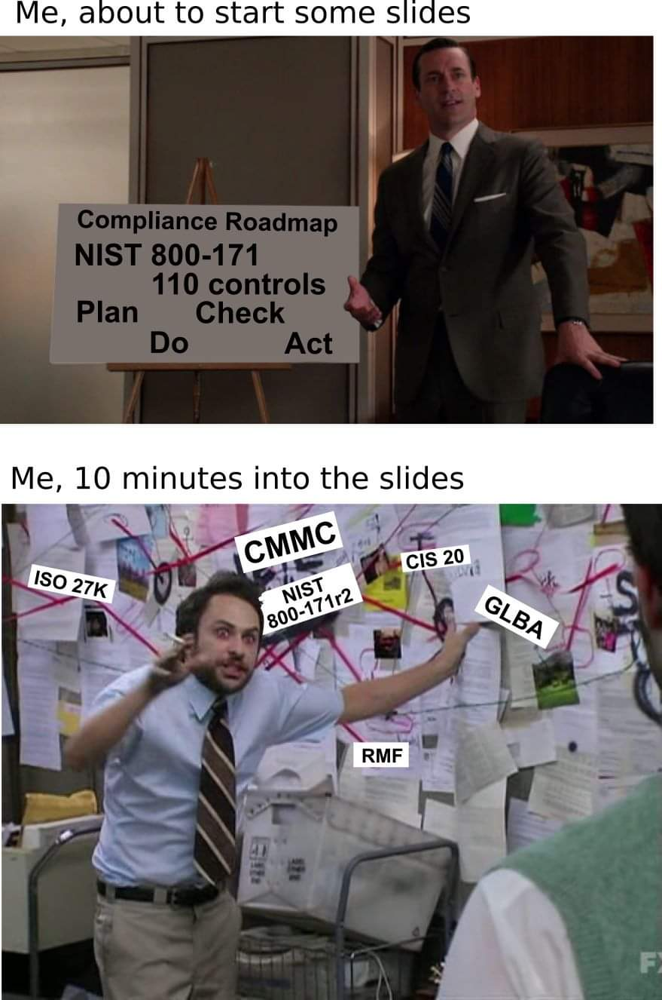 Me, about to start some slides
Compliance Roadmap
NIST 800-171
110 controls
Plan Check
Do Act
Me, 10 minutes into the slides
CMMC
CIS 20
ISO 27K
NIST
800-171r2
GLBA
RMF